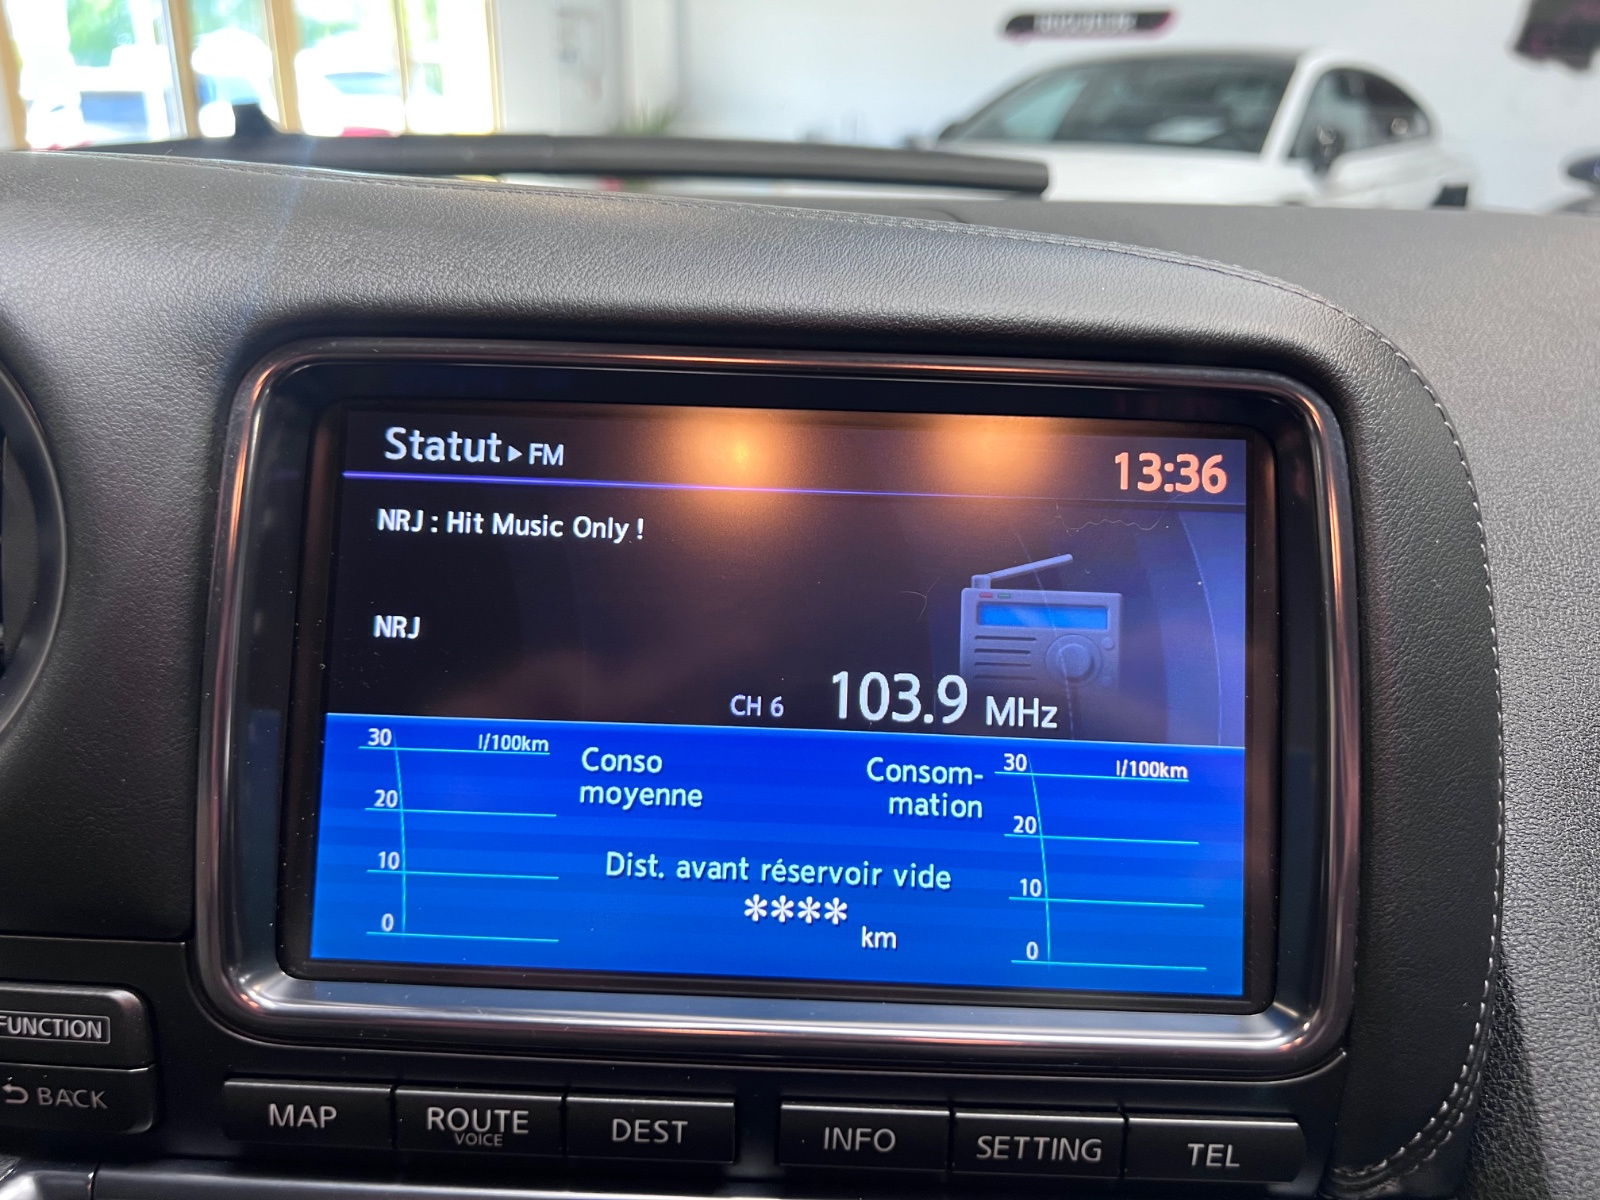 Statut ▸ FM
13:36
NRJ : Hit Music Only !
NRJ
CH 6 103.9 MHz
30 l/100km
20
10
0
Conso
moyenne
Consom-
mation
30 l/100km
20
10
0
Dist. avant réservoir vide
**** km
FUNCTION
BACK
MAP
ROUTE
VOICE
DEST
INFO
SETTING
TEL